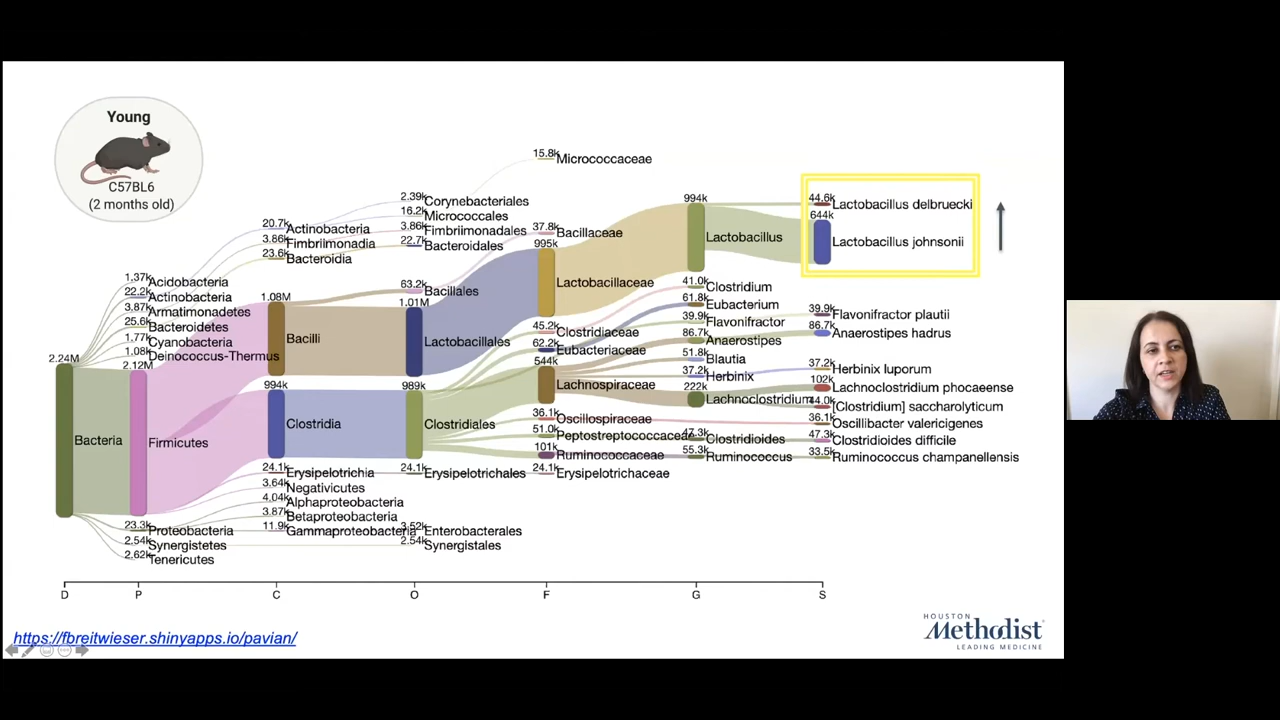 Young
C57BL6
(2 months old)
2.24M
Bacteria
1.37k
Acidobacteria
22.2k
Actinobacteria
3.87k
Armatimonadetes
25.6k
Bacteroidetes
1.77k
Cyanobacteria
1.08k
Deinococcus-Thermus
2.12M
Firmicutes
23.3k
Proteobacteria
2.54k
Synergistetes
2.62k
Tenericutes
20.7k
Actinobacteria
3.86k
Fimbriimonadia
23.6k
Bacteroidia
1.08M
Bacilli
994k
Clostridia
24.1k
Erysipelotrichia
3.64k
Negativicutes
4.04k
Alphaproteobacteria
3.87k
Betaproteobacteria
11.9k
Gammaproteobacteria
2.39k
Corynebacteriales
16.2k
Micrococcales
3.86k
Fimbriimonadales
22.7k
Bacteroidales
63.2k
Bacillales
1.01M
Lactobacillales
989k
Clostridiales
24.1k
Erysipelotrichales
3.52k
Enterobacterales
2.54k
Synergistales
15.8k
Micrococcaceae
37.8k
Bacillaceae
995k
Lactobacillaceae
45.2k
Clostridiaceae
62.2k
Eubacteriaceae
544k
Lachnospiraceae
36.1k
Oscillospiraceae
51.0k
Peptostreptococcaceae
101k
Ruminococcaceae
24.1k
Erysipelotrichaceae
994k
Lactobacillus
41.0k
Clostridium
61.8k
Eubacterium
39.9k
Flavonifractor
86.7k
Anaerostipes
51.8k
Blautia
37.2k
Herbinix
222k
Lachnoclostridium
47.3k
Clostridioides
55.3k
Ruminococcus
44.6k
Lactobacillus delbruecki
644k
Lactobacillus johnsonii
39.9k
Flavonifractor plautii
86.7k
Anaerostipes hadrus
37.2k
Herbinix luporum
102k
Lachnoclostridium phocaeense
44.0k
[Clostridium] saccharolyticum
36.1k
Oscillibacter valericigenes
47.3k
Clostridioides difficile
33.5k
Ruminococcus champanellensis
D P C O F G S
https://fbreitwieser.shinyapps.io/pavian/
HOUSTON
Methodist
LEADING MEDICINE